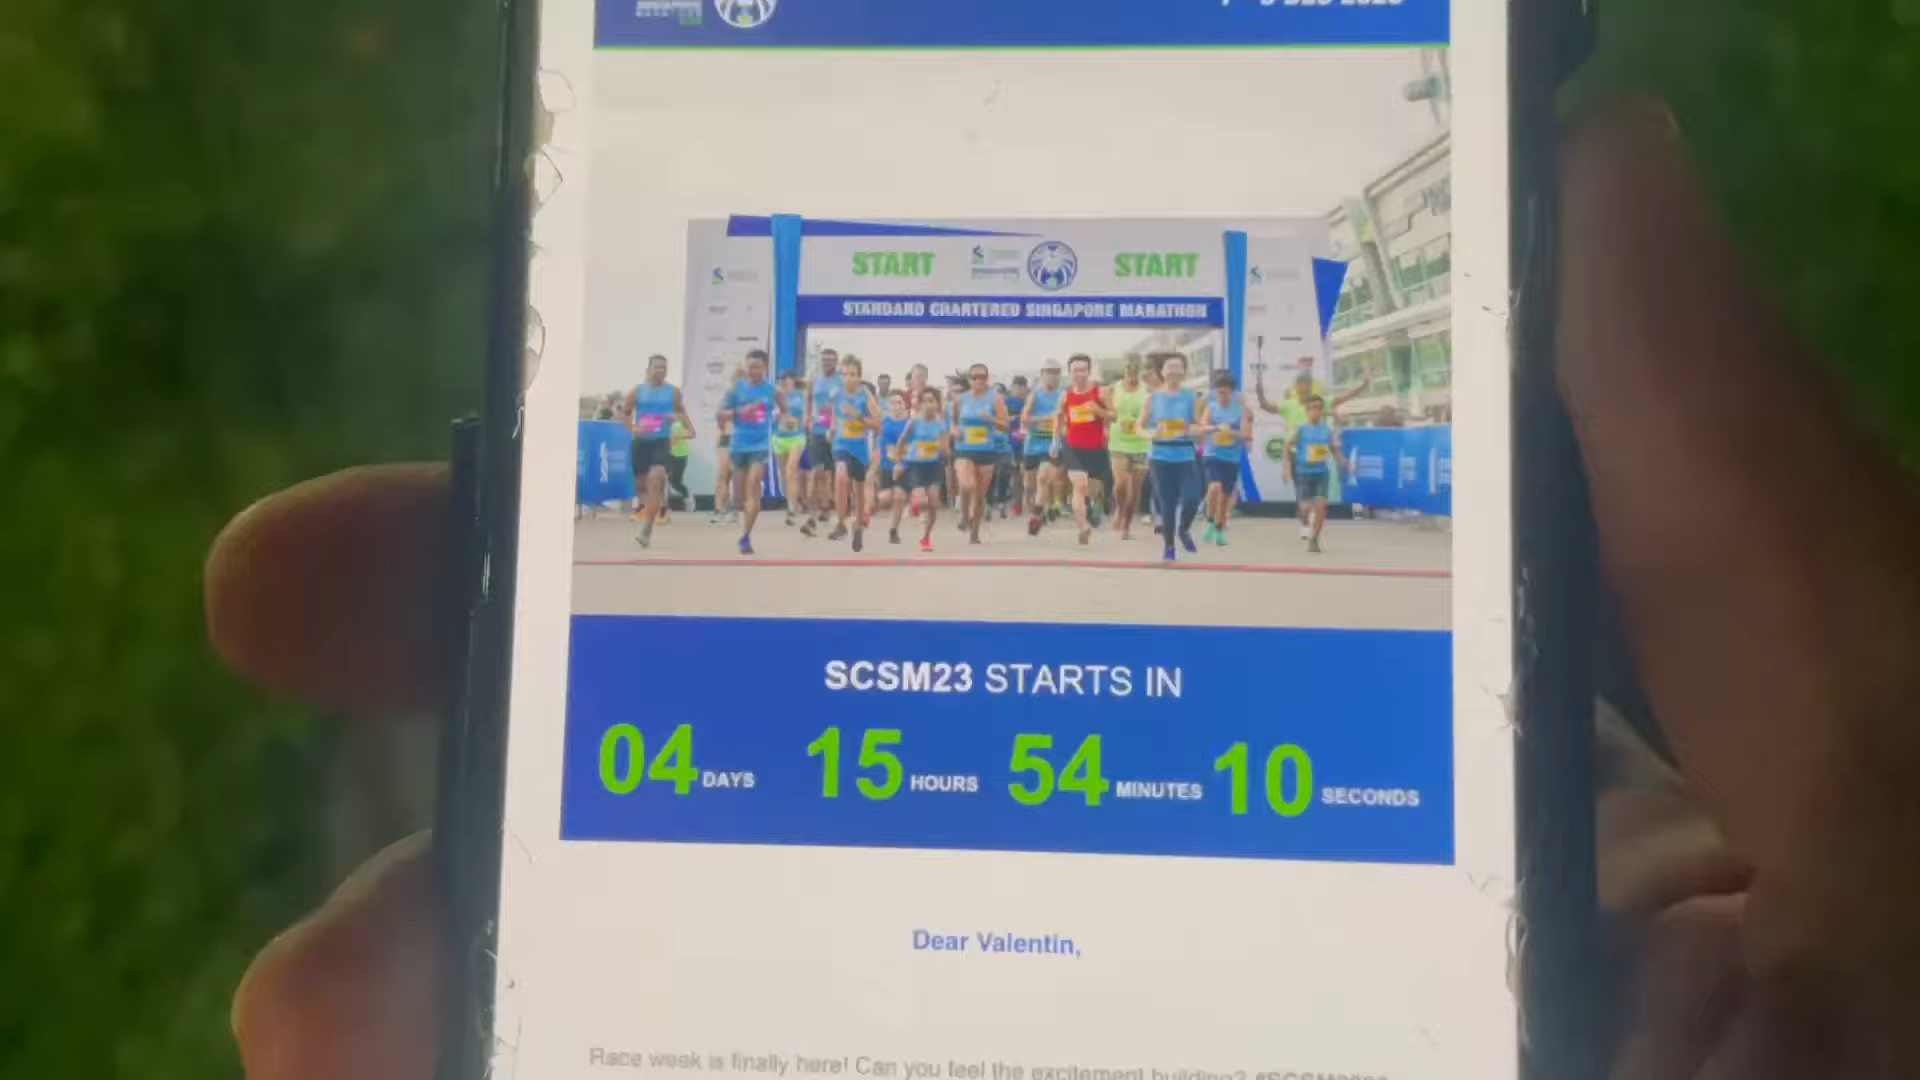 START START
STANDARD CHARTERED SINGAPORE MARATHON
SCSM23 STARTS IN
04 DAYS 15 HOURS 54 MINUTES 10 SECONDS
Dear Valentin,
Race week is finally here! Can you feel the excitement building?